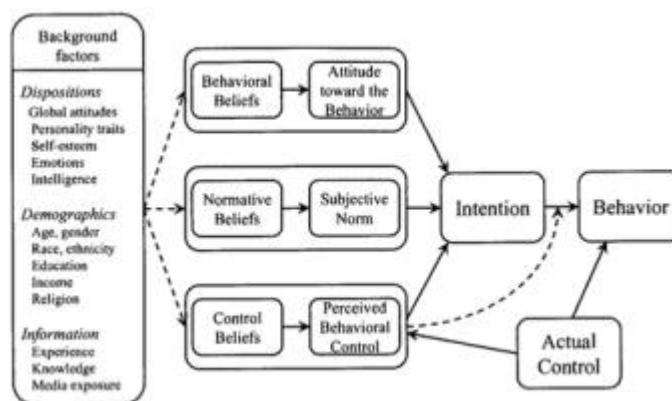 Background
factors
Dispositions
Global attitudes
Personality traits
Self-esteem
Emotions
Intelligence
Demographics
Age, gender
Race, ethnicity
Education
Income
Religion
Information
Experience
Knowledge
Media exposure
Behavioral
Beliefs
Attitude
toward the
Behavior
Normative
Beliefs
Subjective
Norm
Control
Beliefs
Perceived
Behavioral
Control
Intention
Behavior
Actual
Control